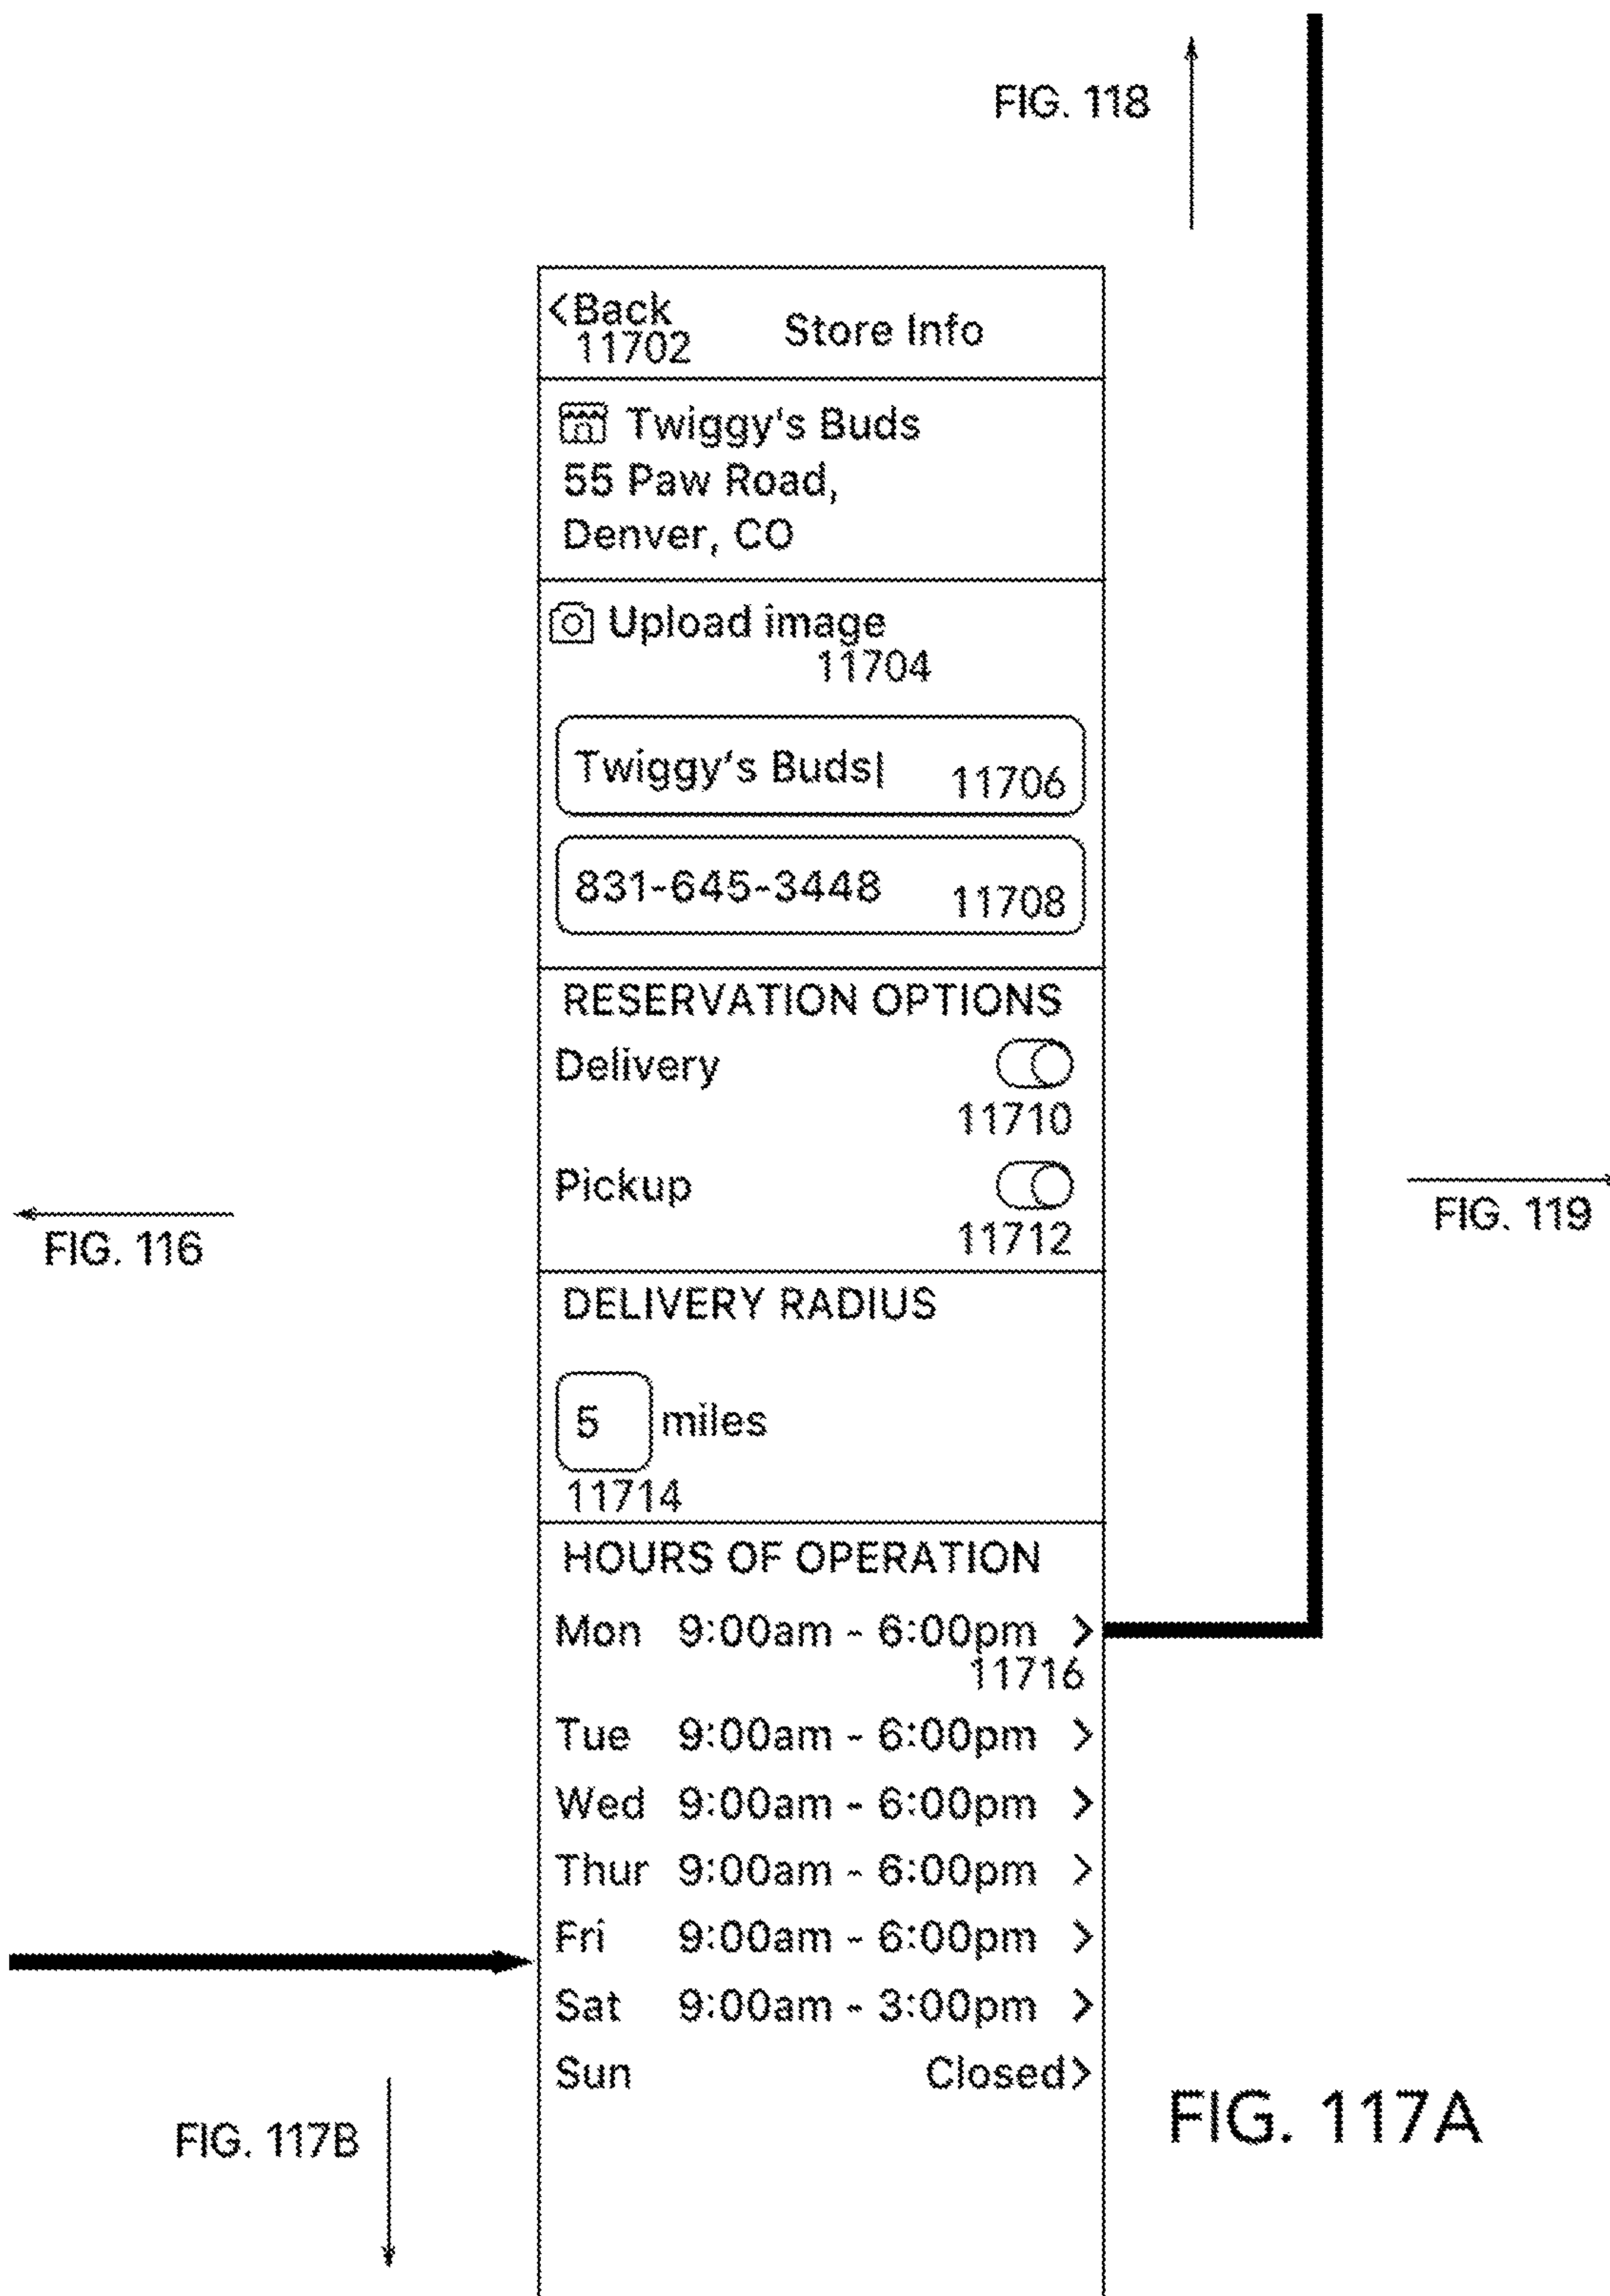 FIG. 118
<Back
11702
Store Info
Twiggy's Buds
55 Paw Road,
Denver, CO
Upload image
11704
Twiggy's Buds|
11706
831-645-3448
11708
RESERVATION OPTIONS
Delivery
11710
Pickup
11712
FIG. 116
FIG. 119
DELIVERY RADIUS
5 miles
11714
HOURS OF OPERATION
Mon 9:00am - 6:00pm >
11716
Tue 9:00am - 6:00pm >
Wed 9:00am - 6:00pm >
Thur 9:00am - 6:00pm >
Fri 9:00am - 6:00pm >
Sat 9:00am - 3:00pm >
Sun Closed>
FIG. 117B
FIG. 117A